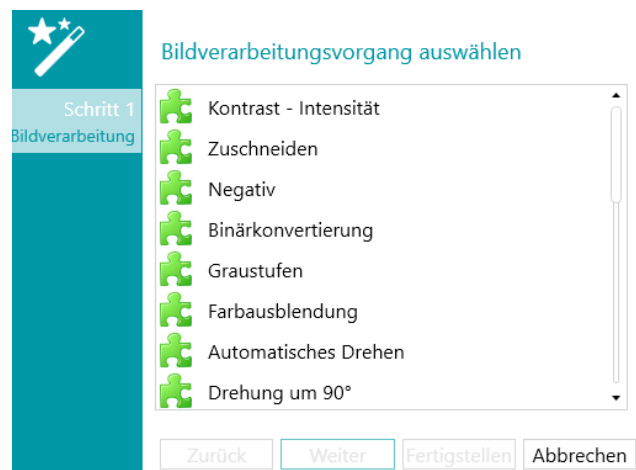 Bildverarbeitungsvorgang auswählen
Schritt 1
Bildverarbeitung
Kontrast - Intensität
Zuschneiden
Negativ
Binärkonvertierung
Graustufen
Farbausblendung
Automatisches Drehen
Drehung um 90°
Zurück Weiter Fertigstellen Abbrechen